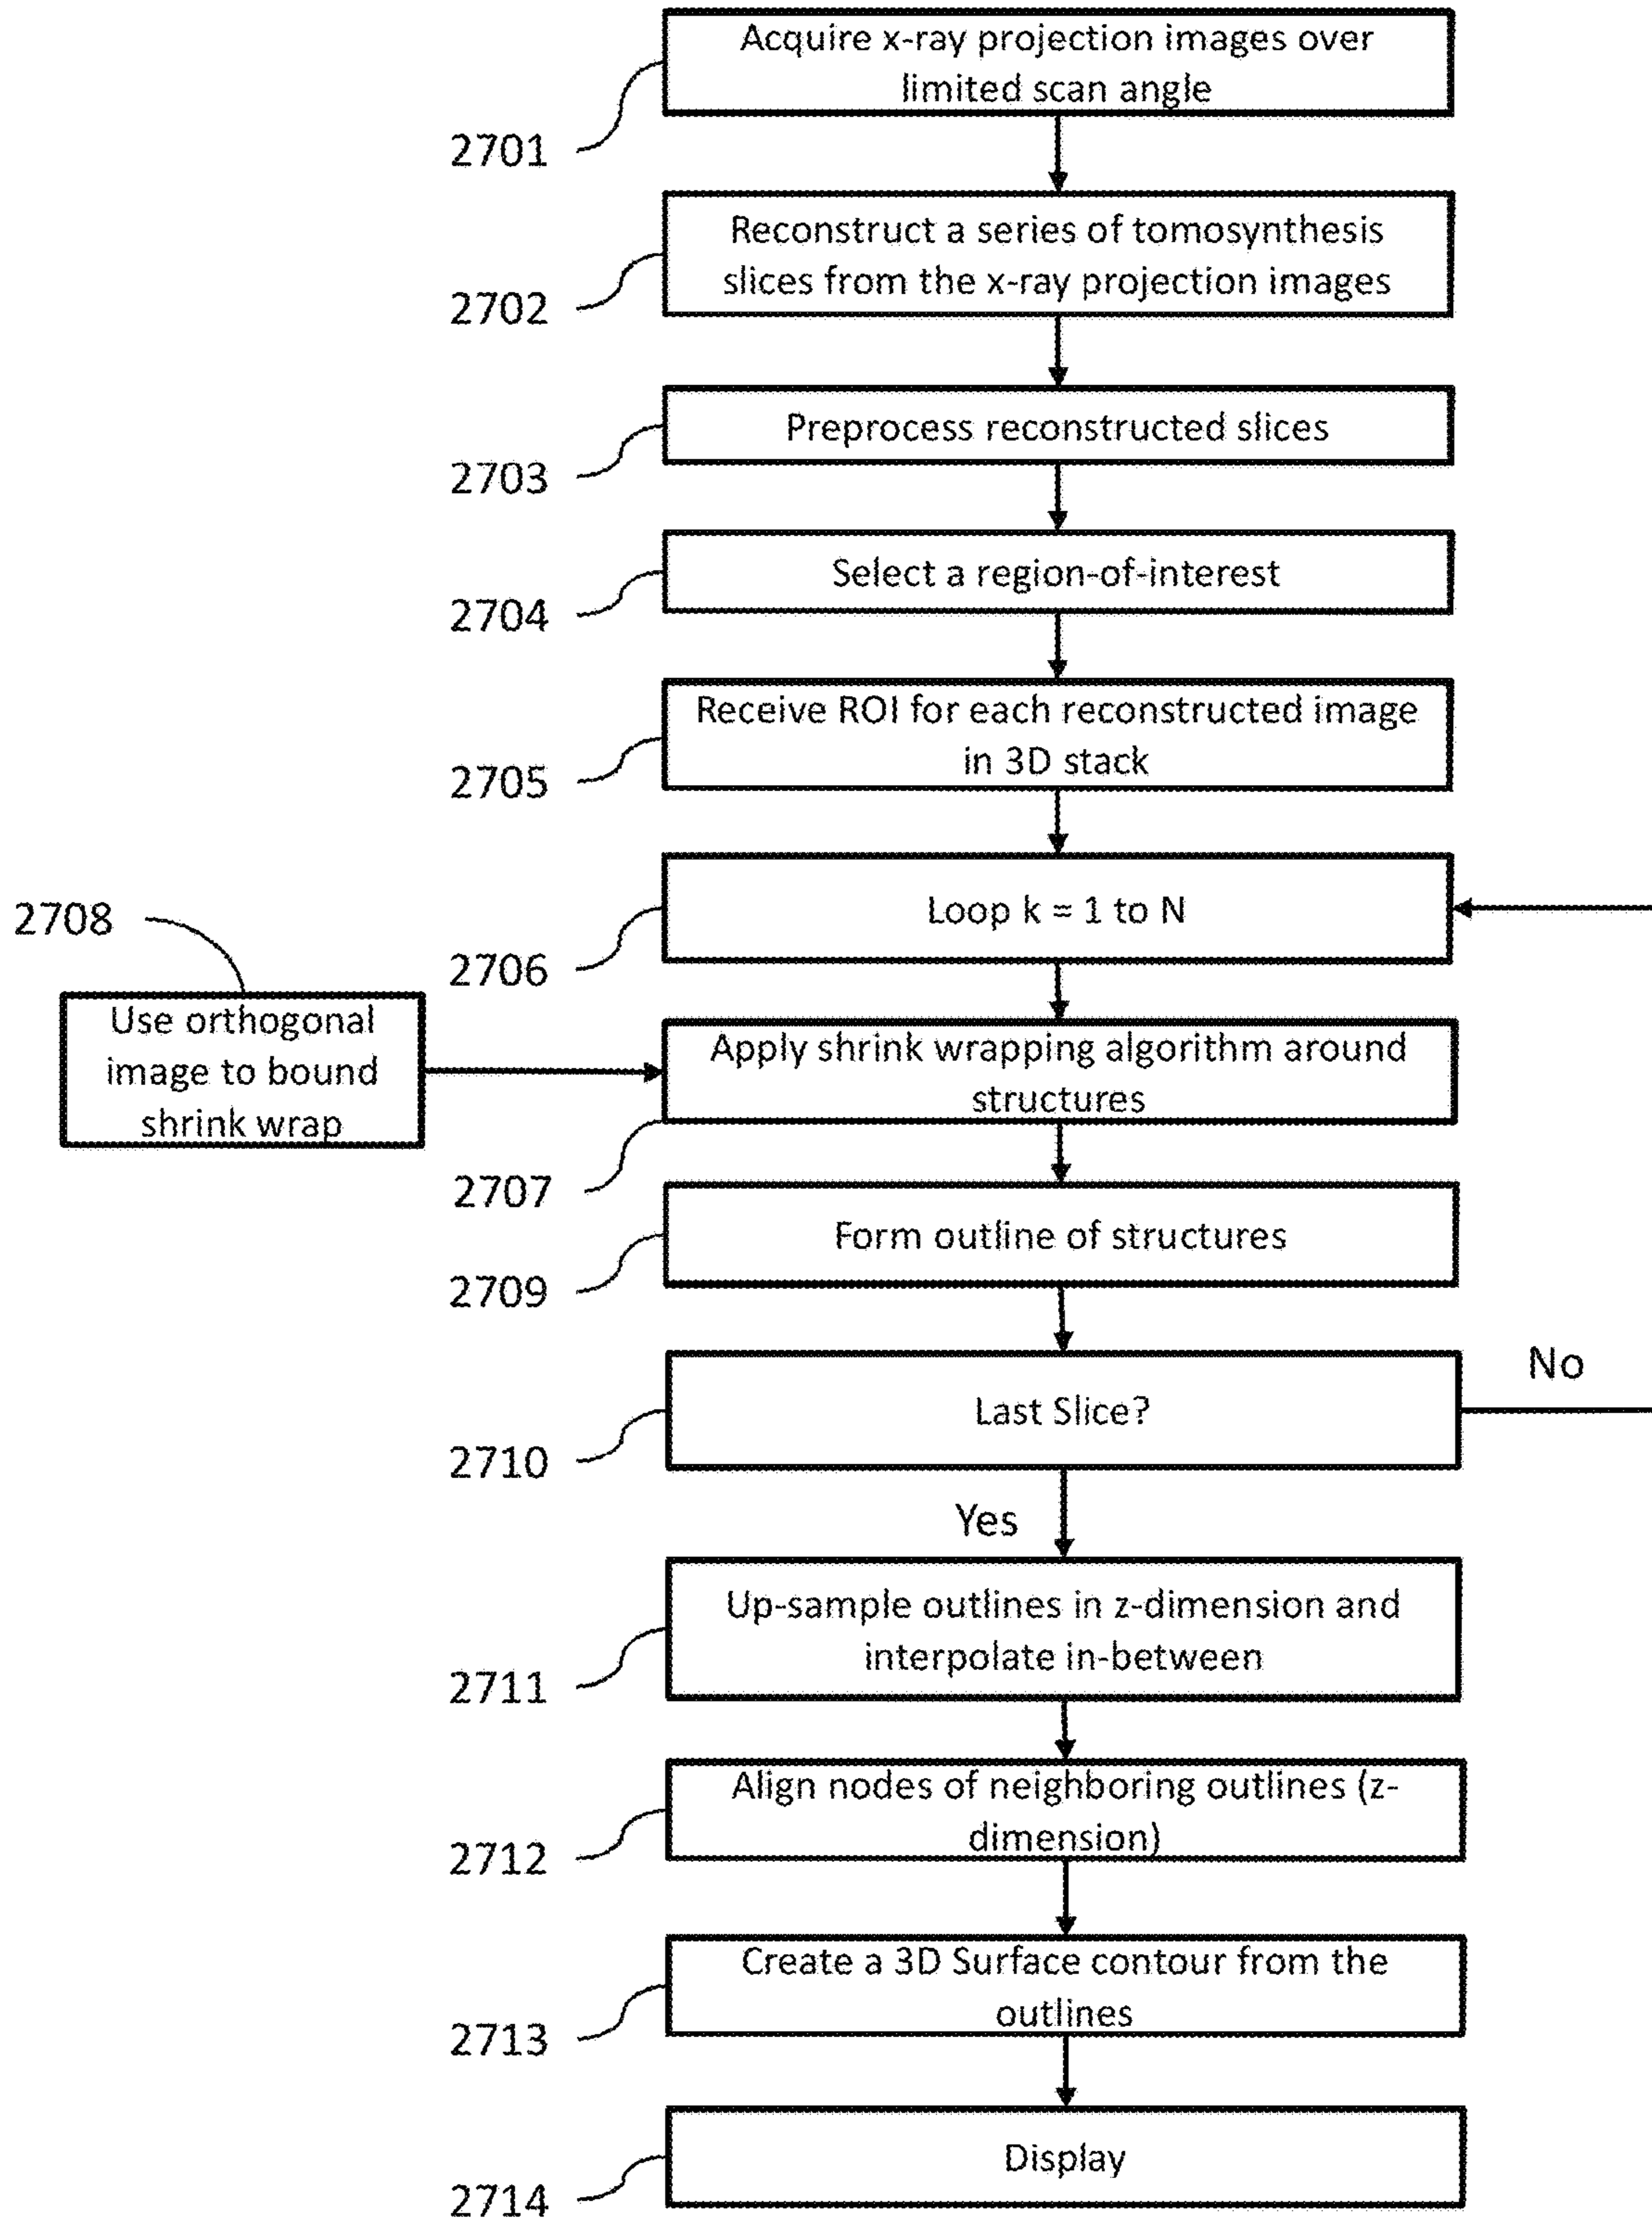 Acquire x-ray projection images over
limited scan angle
2701
Reconstruct a series of tomosynthesis
slices from the x-ray projection images
2702
Preprocess reconstructed slices
2703
Select a region-of-interest
2704
Receive ROI for each reconstructed image
in 3D stack
2705
Loop k = 1 to N
2706
2708
Use orthogonal
image to bound
shrink wrap
Apply shrink wrapping algorithm around
structures
2707
Form outline of structures
2709
Last Slice?
No
2710
Yes
Up-sample outlines in z-dimension and
interpolate in-between
2711
Align nodes of neighboring outlines (z-
dimension)
2712
Create a 3D Surface contour from the
outlines
2713
Display
2714